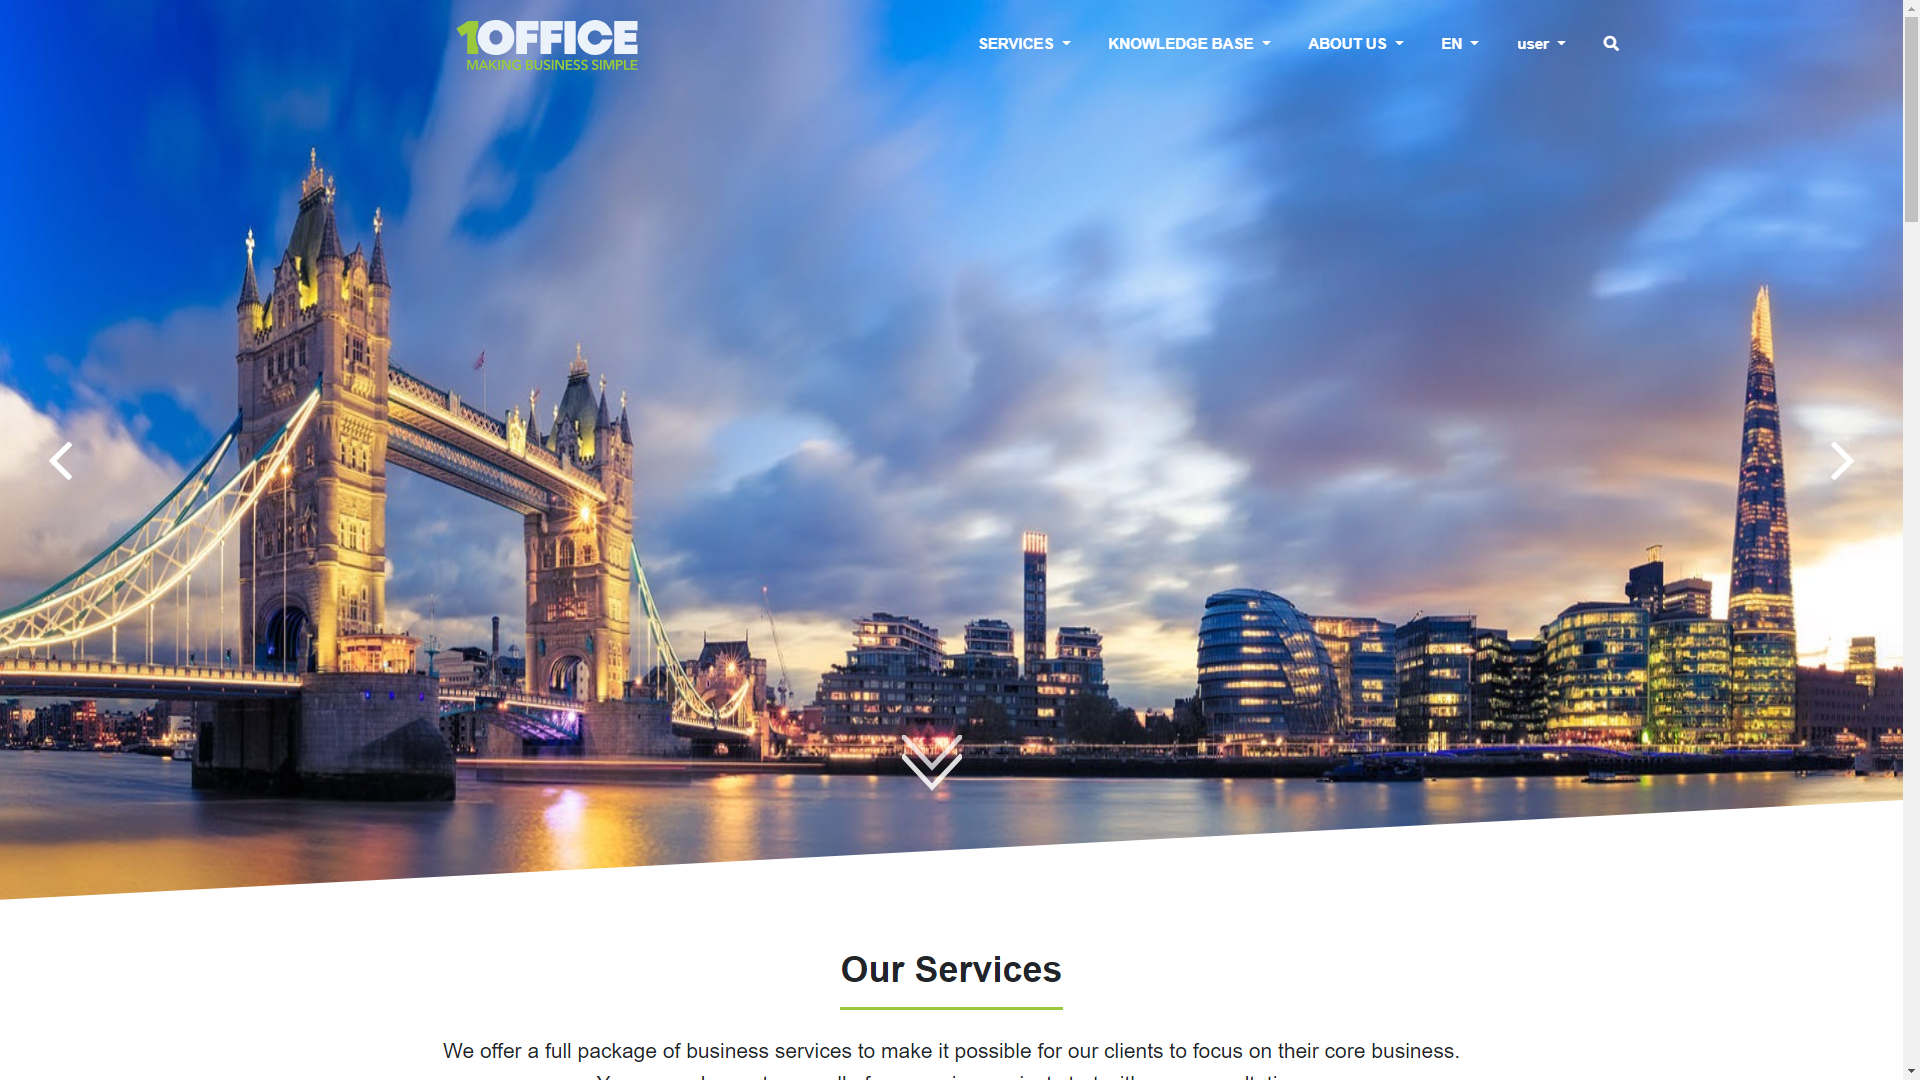 1OFFICE
MAKING BUSINESS SIMPLE
SERVICES
KNOWLEDGE BASE
ABOUT US
EN
user
Our Services
We offer a full package of business services to make it possible for our clients to focus on their core business.